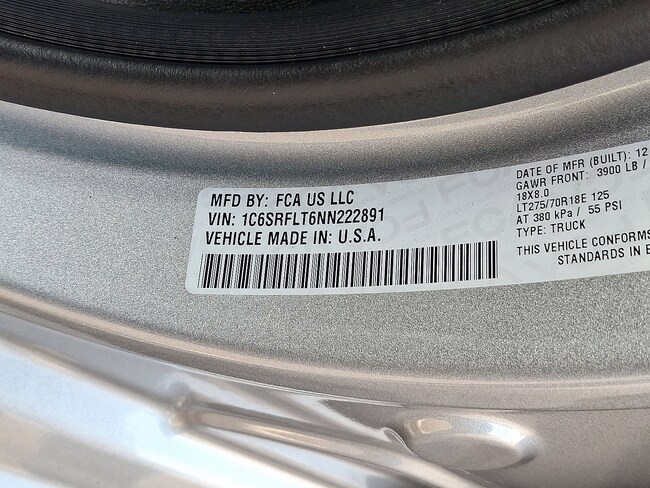 MFD BY: FCA US LLC
VIN: 1C6SRFLT6NN222891
VEHICLE MADE IN: U.S.A.
DATE OF MFR (BUILT): 12
GAWR FRONT: 3900 LB /
18X8.0
LT275/70R18E 125
AT 380 kPa / 55 PSI
TYPE: TRUCK
THIS VEHICLE CONFORMS
STANDARDS IN